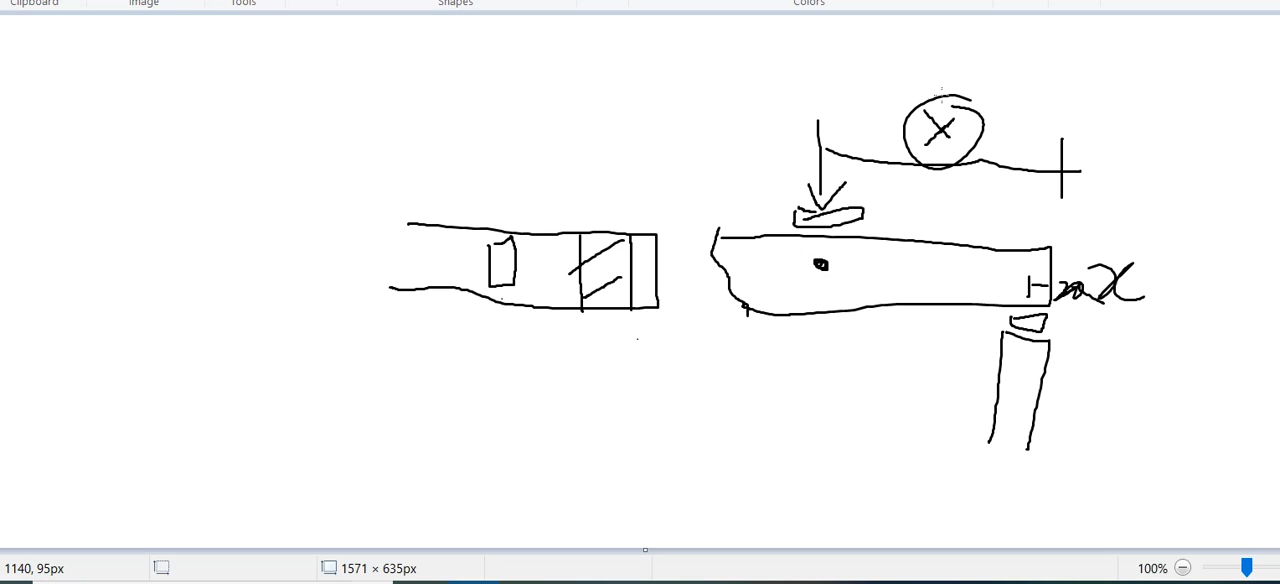 Clipboard Image Tools Shapes Colors
X
x
1140, 95px 1571 × 635px 100%